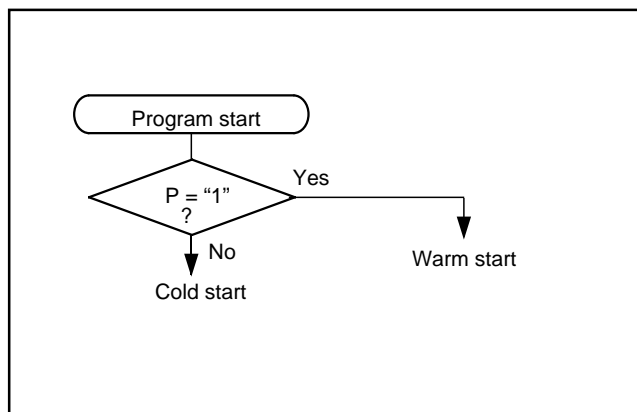 Program start
P = “1”
?
Yes
No
Warm start
Cold start